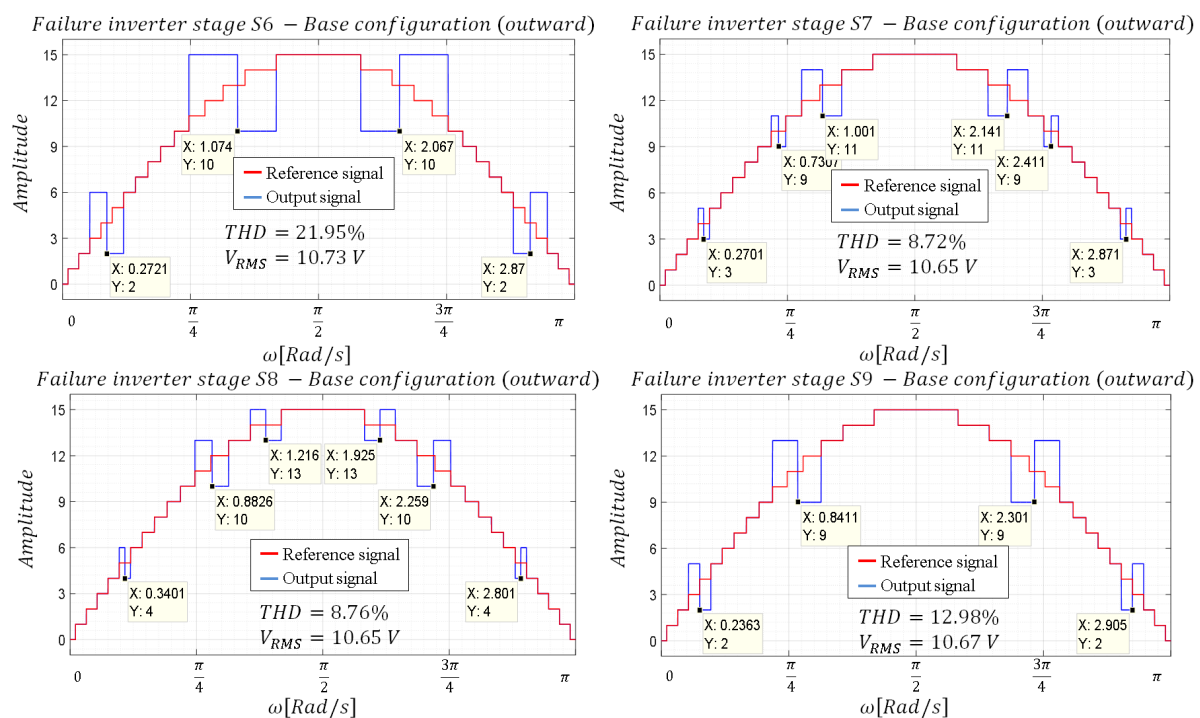 Failure inverter stage S6 − Base configuration (outward)
Amplitude
15
12
9
6
3
0
X: 1.074
Y: 10
X: 2.067
Y: 10
Reference signal
Output signal
THD = 21.95%
V_RMS = 10.73 V
X: 0.2721
Y: 2
X: 2.87
Y: 2
0
π/4
π/2
3π/4
π
ω[Rad/s]
Failure inverter stage S7 − Base configuration (outward)
Amplitude
15
12
9
6
3
0
X: 1.001
Y: 11
X: 2.141
Y: 11
X: 0.7307
Y: 9
X: 2.411
Y: 9
Reference signal
Output signal
THD = 8.72%
V_RMS = 10.65 V
X: 0.2701
Y: 3
X: 2.871
Y: 3
0
π/4
π/2
3π/4
π
ω[Rad/s]
Failure inverter stage S8 − Base configuration (outward)
Amplitude
15
12
9
6
3
0
X: 1.216
Y: 13
X: 1.925
Y: 13
X: 0.8826
Y: 10
X: 2.259
Y: 10
Reference signal
Output signal
X: 0.3401
Y: 4
X: 2.801
Y: 4
THD = 8.76%
V_RMS = 10.65 V
0
π/4
π/2
3π/4
π
ω[Rad/s]
Failure inverter stage S9 − Base configuration (outward)
Amplitude
15
12
9
6
3
0
X: 0.8411
Y: 9
X: 2.301
Y: 9
Reference signal
Output signal
THD = 12.98%
V_RMS = 10.67 V
X: 0.2363
Y: 2
X: 2.905
Y: 2
0
π/4
π/2
3π/4
π
ω[Rad/s]